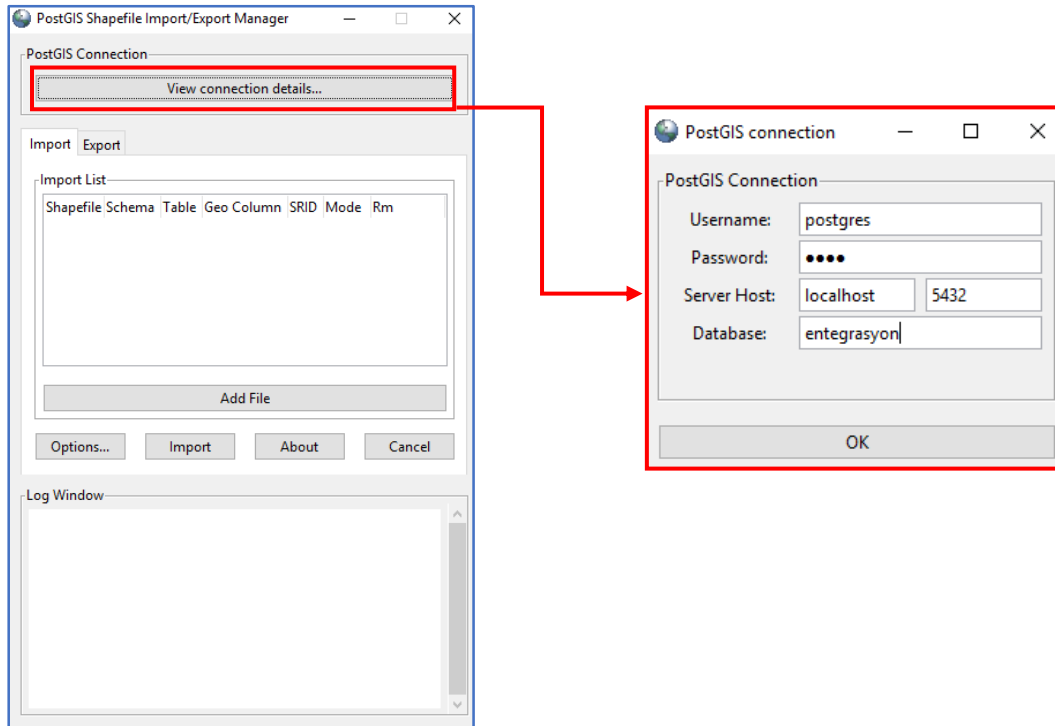 PostGIS Shapefile Import/Export Manager
PostGIS Connection
View connection details...
Import Export
Import List
Shapefile Schema Table Geo Column SRID Mode Rm
Add File
Options... Import About Cancel
Log Window
PostGIS connection
PostGIS Connection
Username: postgres
Password: ••••
Server Host: localhost 5432
Database: entegrasyon
OK